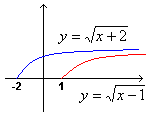 y = √(x + 2)
-2 1
y = √(x − 1)